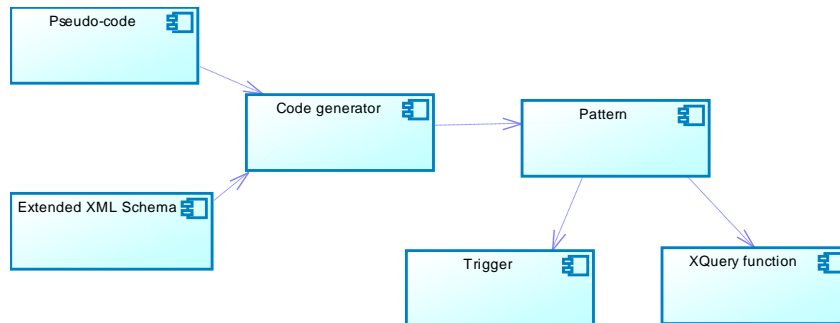 Pseudo-code
Code generator
Pattern
Extended XML Schema
Trigger
XQuery function